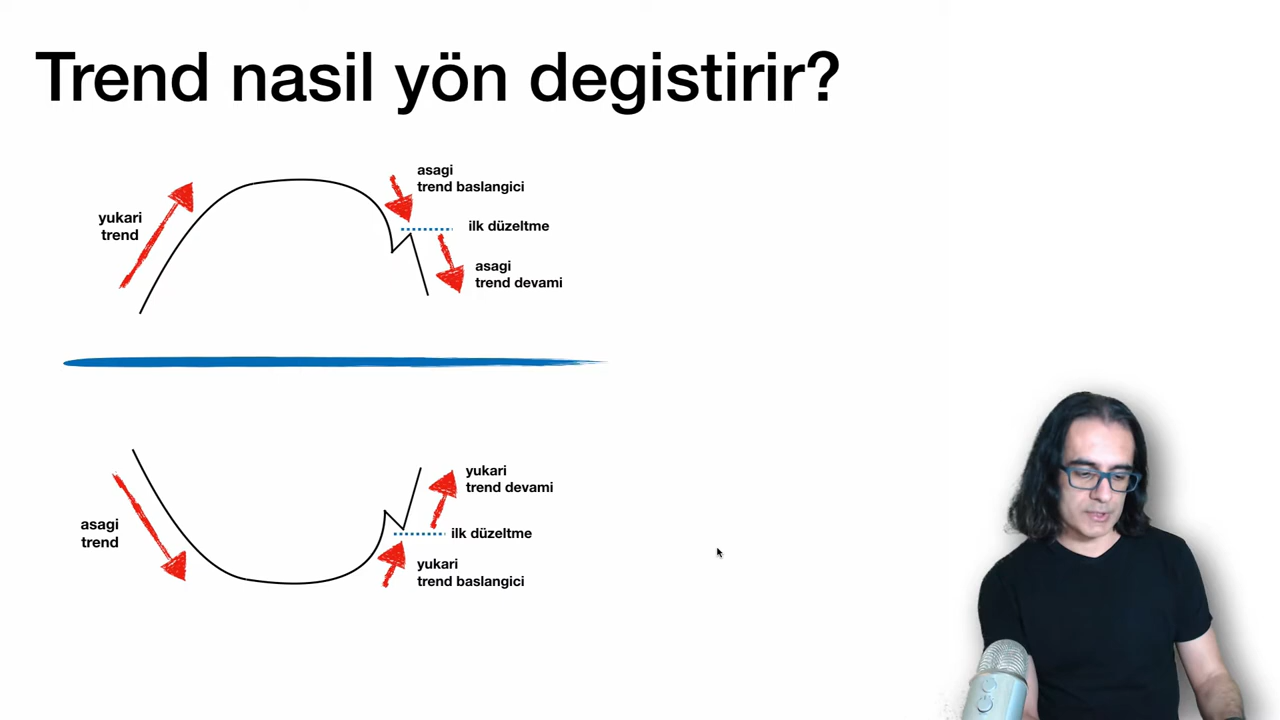 Trend nasil yön degistirir?
asagi
trend baslangici
yukari
trend
ilk düzeltme
asagi
trend devami
yukari
trend devami
asagi
trend
ilk düzeltme
yukari
trend baslangici